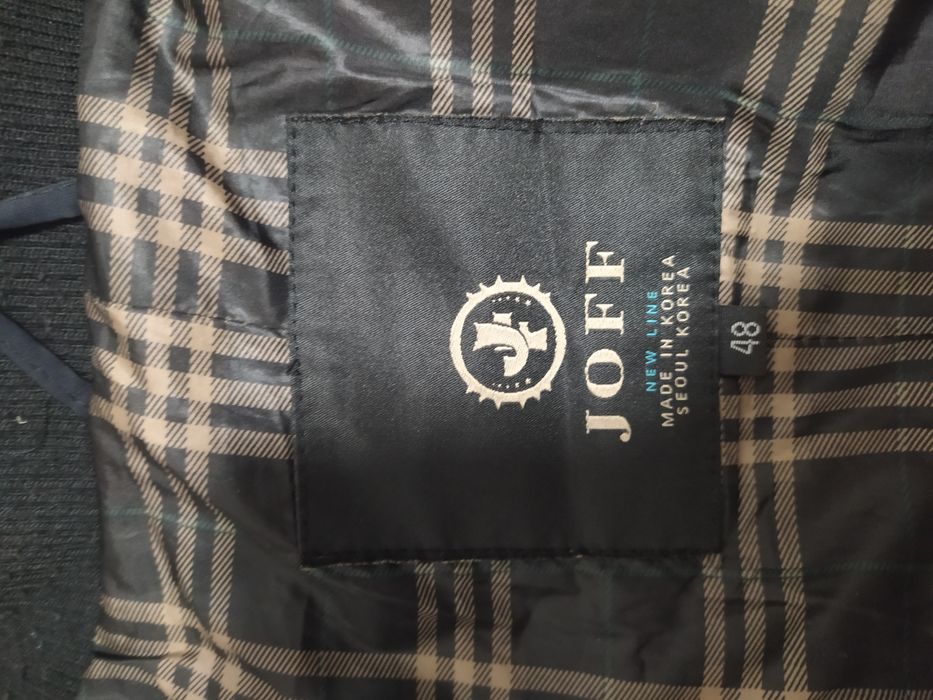 JOFF
NEW LINE
MADE IN KOREA
SEOUL KOREA
48